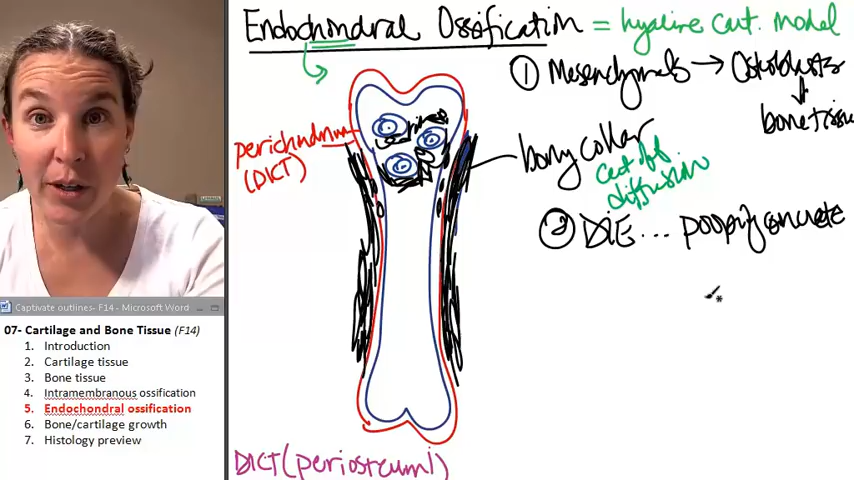 Endochondral Ossification = hyaline cart. model
① Mesenchymals → Osteoblasts
↓
bone tissue
perichondrium
(DICT)
bony collar
cut off
diffusion
② DIE ... pooping concrete
DICT (periosteum!)
Captivate outlines- F14 - Microsoft Word
07- Cartilage and Bone Tissue (F14)
1. Introduction
2. Cartilage tissue
3. Bone tissue
4. Intramembranous ossification
5. Endochondral ossification
6. Bone/cartilage growth
7. Histology preview